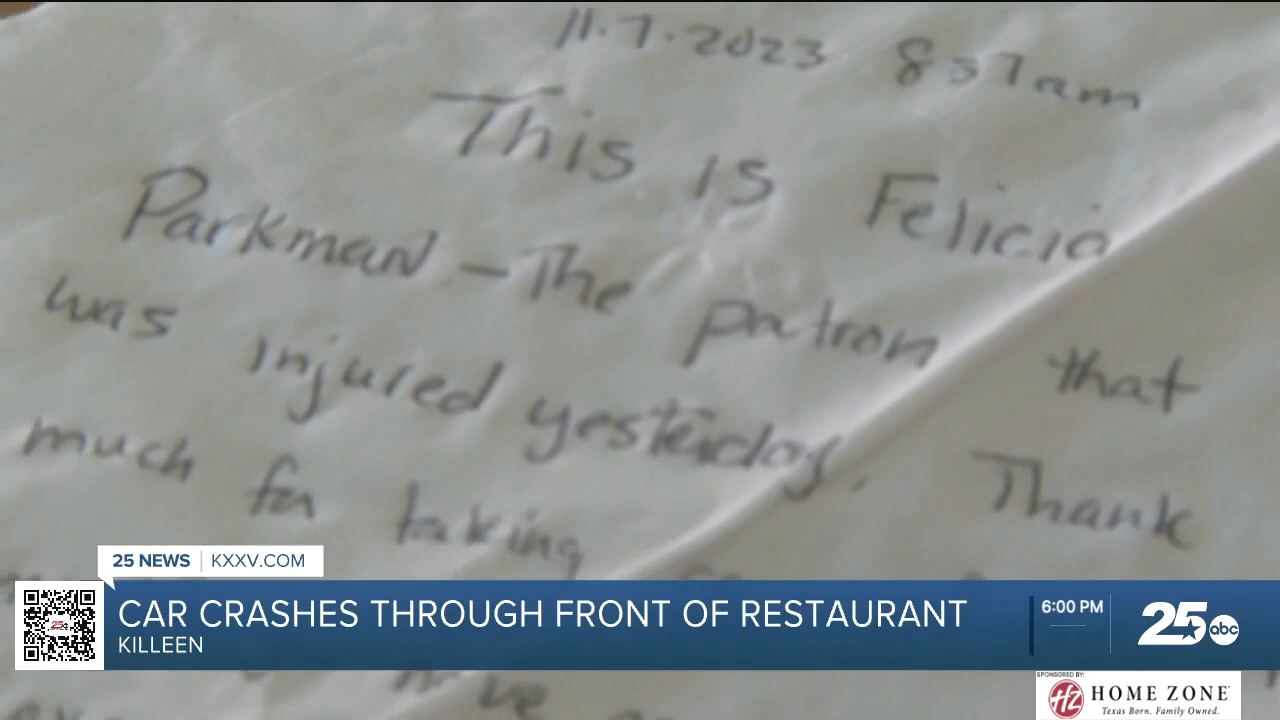 11.7.2023 837am
This is Felicia
Parkman - The patron that
was injured yesterday. Thank
much for taking
have
25 NEWS | KXXV.COM
CAR CRASHES THROUGH FRONT OF RESTAURANT
KILLEEN
6:00 PM
25 abc
SPONSORED BY:
HZ HOME ZONE
Texas Born. Family Owned.